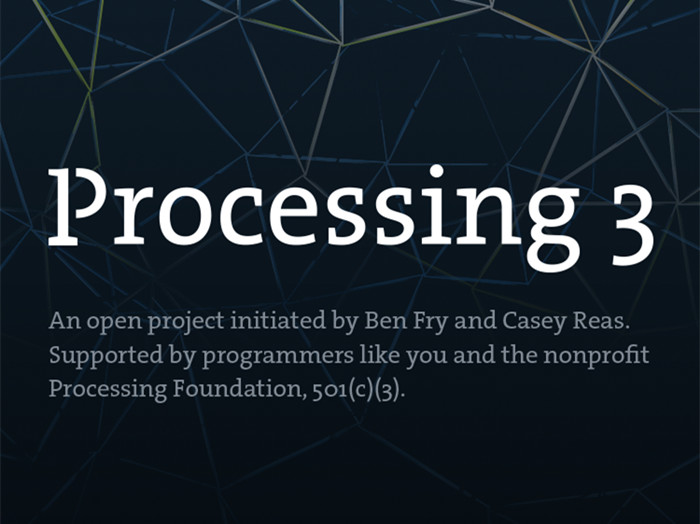 Processing 3
An open project initiated by Ben Fry and Casey Reas.
Supported by programmers like you and the nonprofit
Processing Foundation, 501(c)(3).